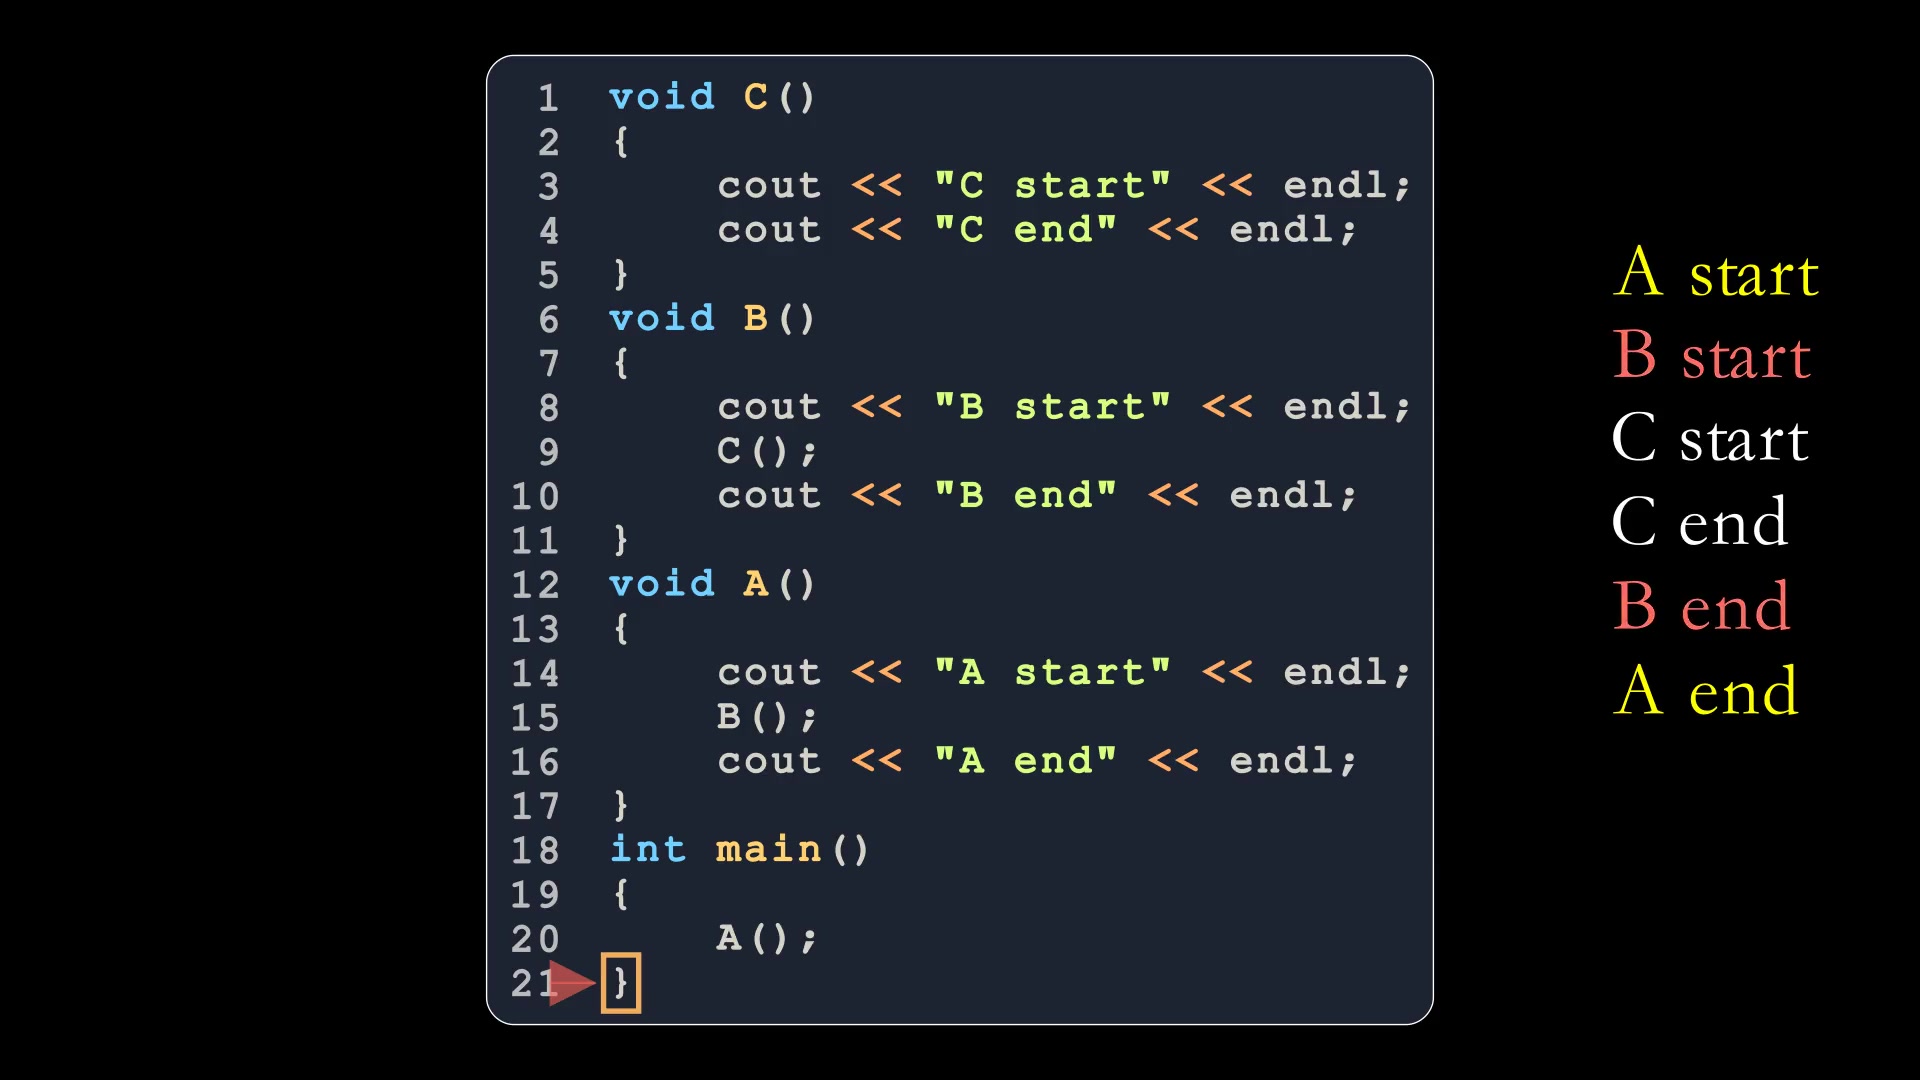 1 void C()
2 {
3 cout << "C start" << endl;
4 cout << "C end" << endl;
5 }
6 void B()
7 {
8 cout << "B start" << endl;
9 C();
10 cout << "B end" << endl;
11 }
12 void A()
13 {
14 cout << "A start" << endl;
15 B();
16 cout << "A end" << endl;
17 }
18 int main()
19 {
20 A();
21 }
A start
B start
C start
C end
B end
A end